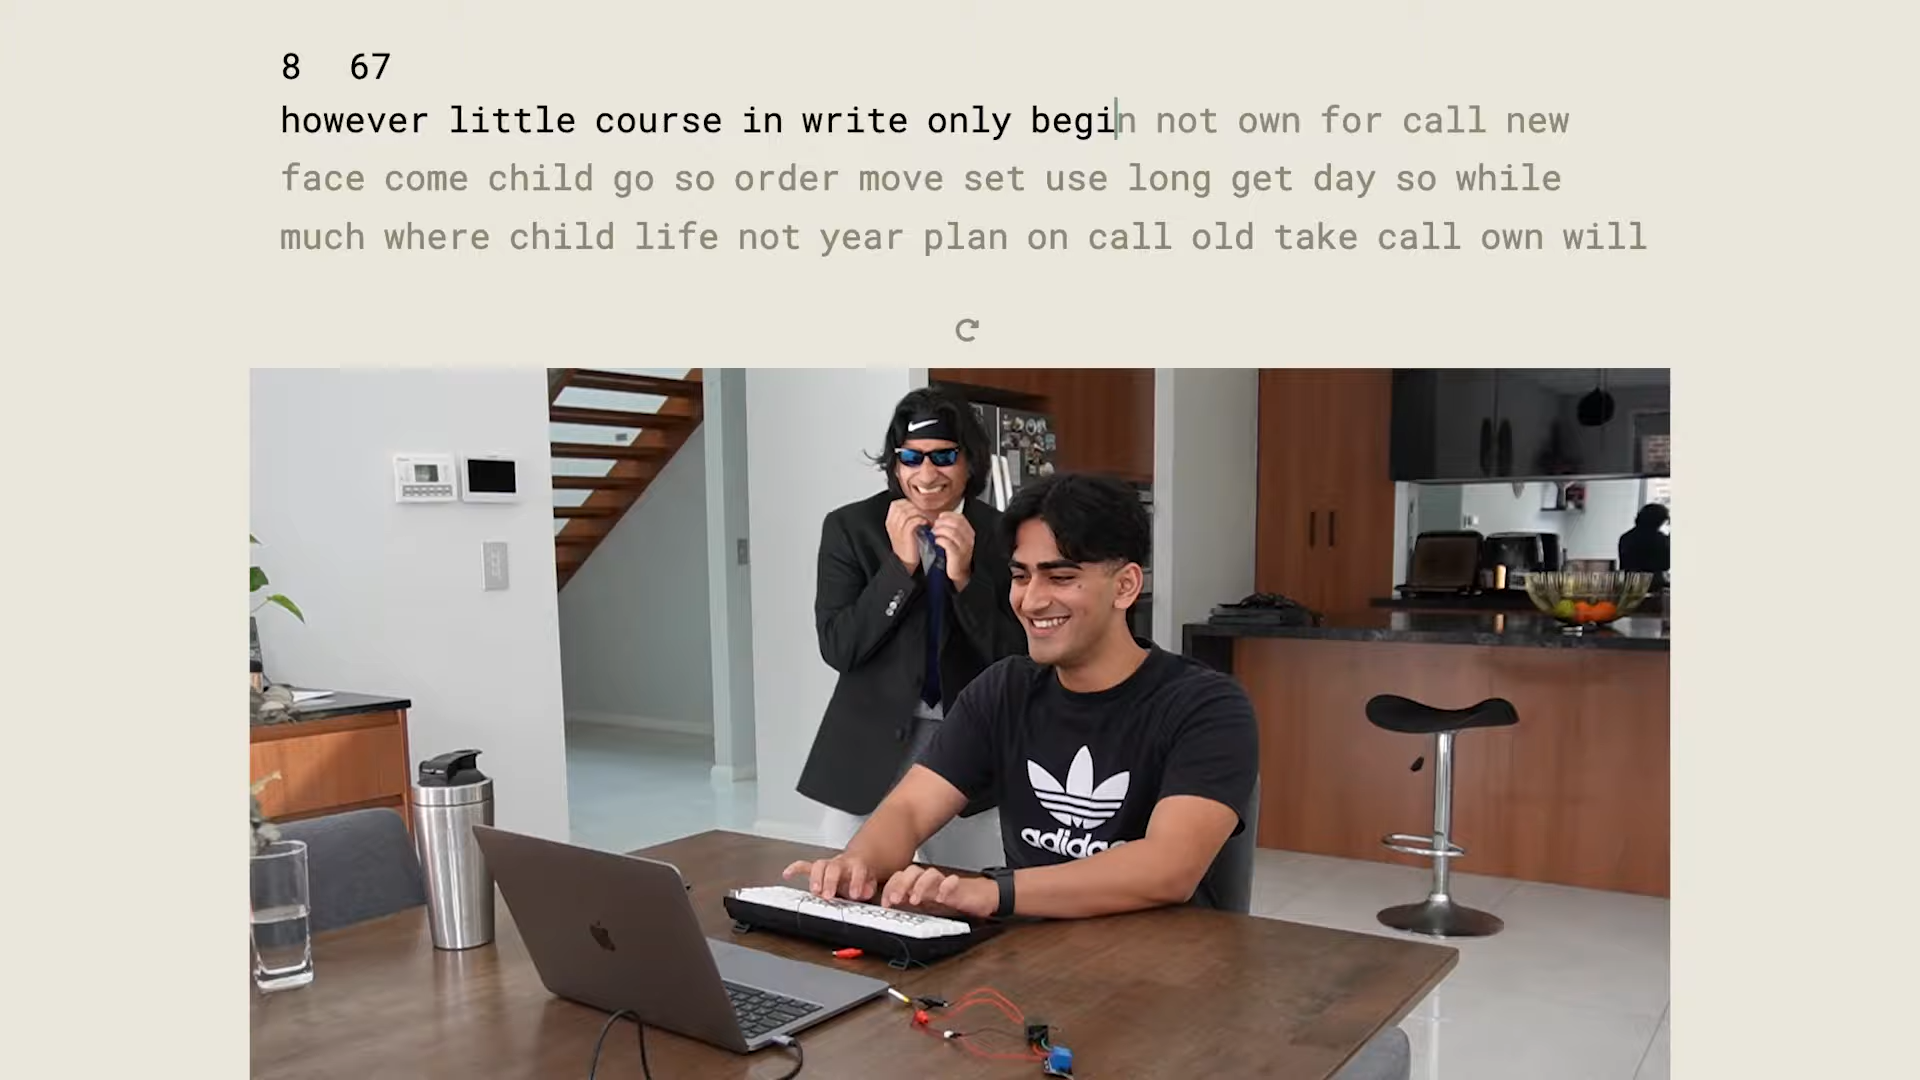 8 67
however little course in write only begin not own for call new
face come child go so order move set use long get day so while
much where child life not year plan on call old take call own will
adidas